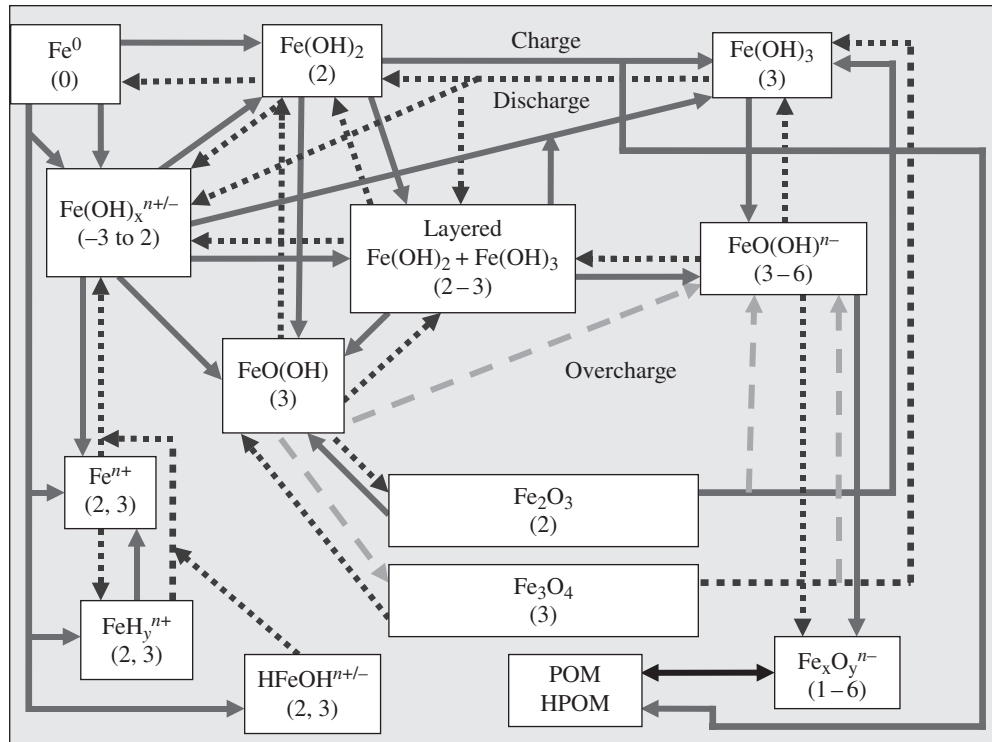 Fe⁰
(0)
Fe(OH)₂
(2)
Charge
Discharge
Fe(OH)₃
(3)
Fe(OH)ₓⁿ⁺/⁻
(–3 to 2)
Layered
Fe(OH)₂ + Fe(OH)₃
(2 – 3)
FeO(OH)ⁿ⁻
(3 – 6)
FeO(OH)
(3)
Overcharge
Feⁿ⁺
(2, 3)
Fe₂O₃
(2)
Fe₃O₄
(3)
FeHᵧⁿ⁺
(2, 3)
HFeOHⁿ⁺/⁻
(2, 3)
POM
HPOM
FeₓOᵧⁿ⁻
(1 – 6)